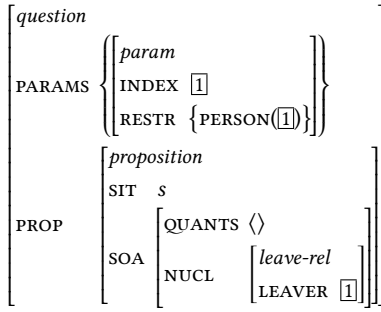 question
PARAMS {[param
INDEX [1]
RESTR {PERSON([1])}]}
PROP [proposition
SIT s
SOA [QUANTS ⟨⟩
NUCL [leave-rel
LEAVER [1]]]]